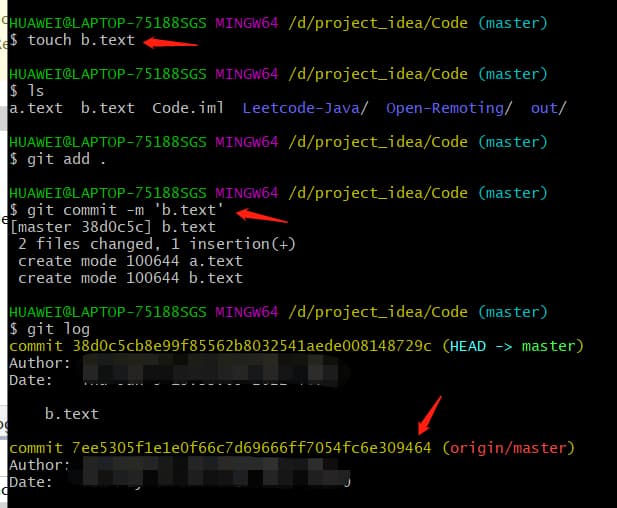 HUAWEI@LAPTOP-75188SGS MINGW64 /d/project_idea/Code (master)
$ touch b.text
HUAWEI@LAPTOP-75188SGS MINGW64 /d/project_idea/Code (master)
$ ls
a.text  b.text  Code.iml  Leetcode-Java/  Open-Remoting/  out/
HUAWEI@LAPTOP-75188SGS MINGW64 /d/project_idea/Code (master)
$ git add .
HUAWEI@LAPTOP-75188SGS MINGW64 /d/project_idea/Code (master)
$ git commit -m 'b.text'
[master 38d0c5c] b.text
 2 files changed, 1 insertion(+)
 create mode 100644 a.text
 create mode 100644 b.text
HUAWEI@LAPTOP-75188SGS MINGW64 /d/project_idea/Code (master)
$ git log
commit 38d0c5cb8e99f85562b8032541aede008148729c (HEAD -> master)
Author:
Date:
    b.text
commit 7ee5305f1e1e0f66c7d69666ff7054fc6e309464 (origin/master)
Author:
Date: